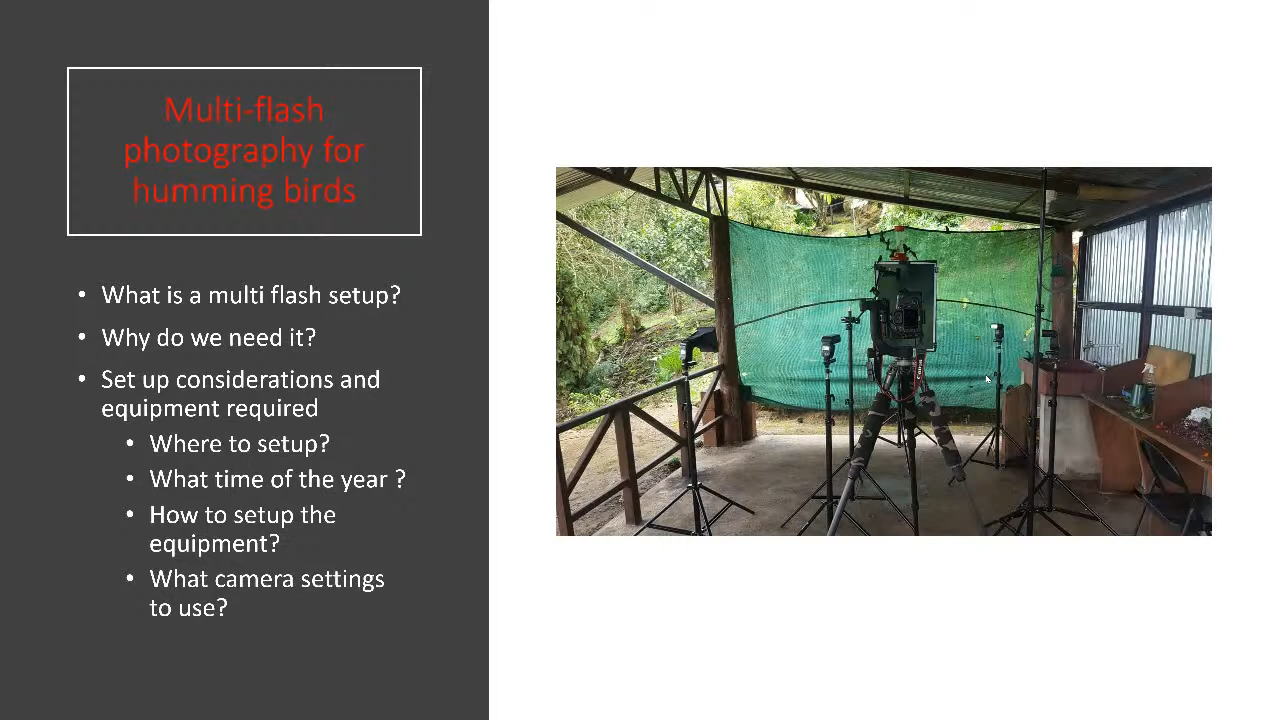 Multi-flash
photography for
humming birds
• What is a multi flash setup?
• Why do we need it?
• Set up considerations and
equipment required
• Where to setup?
• What time of the year ?
• How to setup the
equipment?
• What camera settings
to use?
Canon